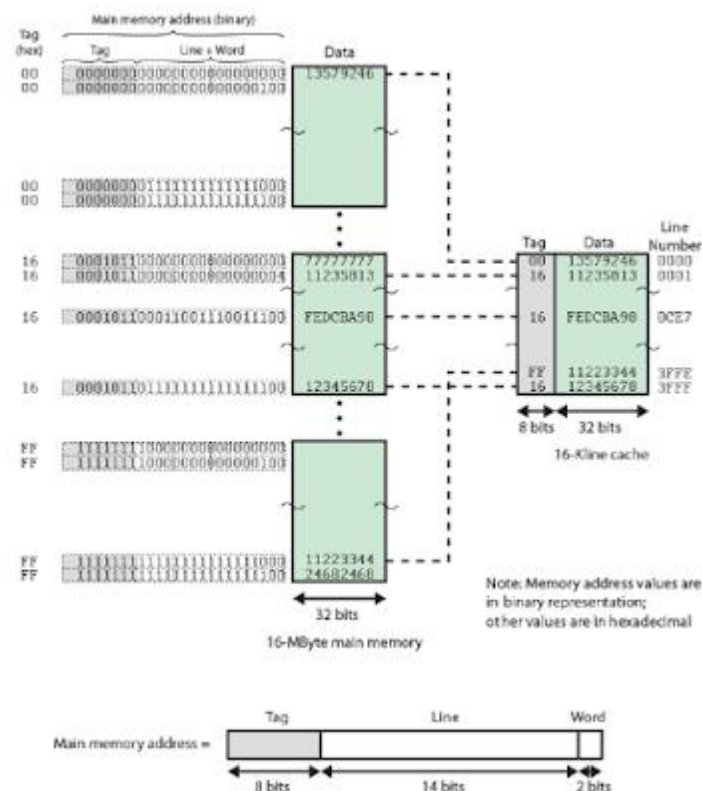 Main memory address (binary)
Tag
(hex)
Tag
Line + Word
Data
00
13579246
00
00
00
16
77777777
16
11235813
16
FEDCBA98
16
12345678
FF
FF
FF
11223344
FF
24682468
32 bits
16-MByte main memory
Tag
Data
Line
Number
00 13579246 0000
16 11235813 0001
16 FEDCBA98 0CE7
FF 11223344 3FFE
16 12345678 3FFF
8 bits
32 bits
16-Kline cache
Note: Memory address values are
in binary representation;
other values are in hexadecimal
Tag
Line
Word
Main memory address =
8 bits
14 bits
2 bits